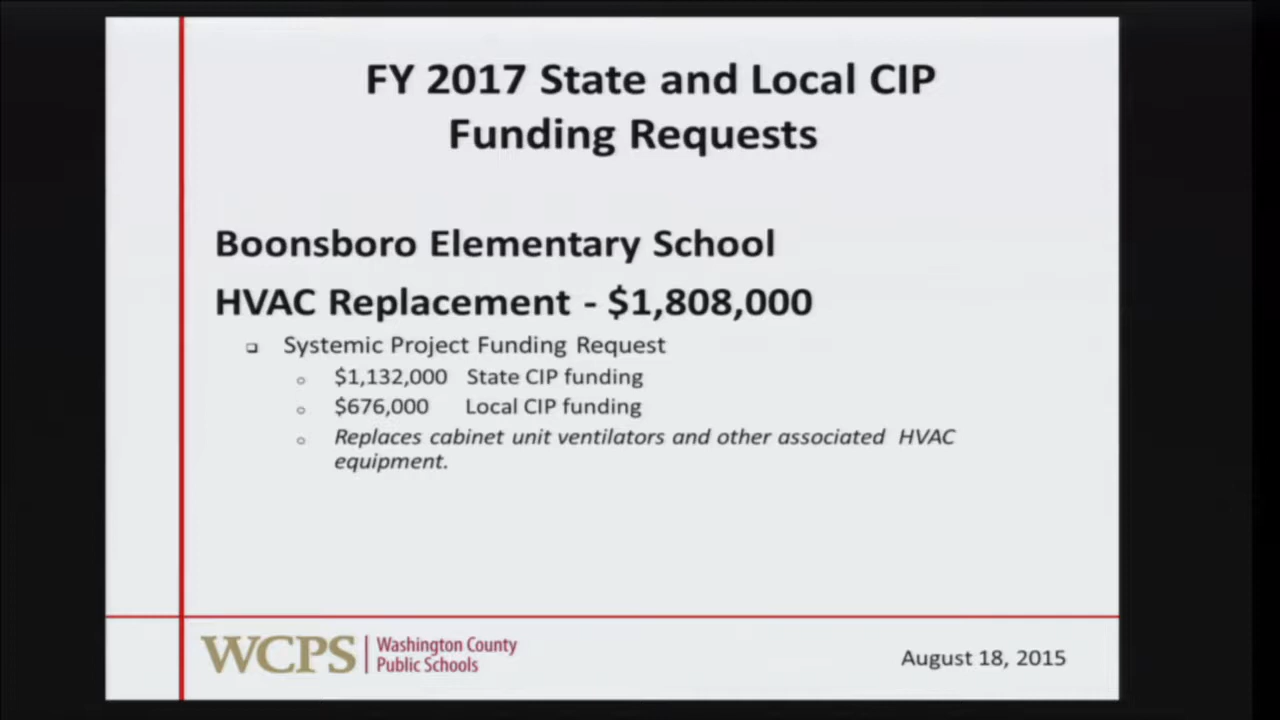 FY 2017 State and Local CIP
Funding Requests
Boonsboro Elementary School
HVAC Replacement - $1,808,000
Systemic Project Funding Request
$1,132,000 State CIP funding
$676,000 Local CIP funding
Replaces cabinet unit ventilators and other associated HVAC
equipment.
WCPS
Washington County
Public Schools
August 18, 2015